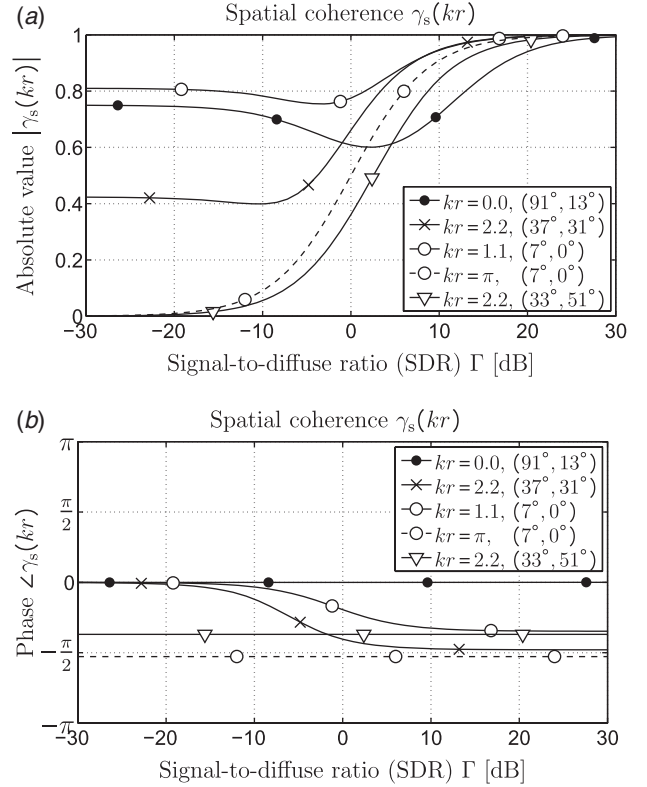 (a)
Spatial coherence γₛ(kr)
Absolute value |γₛ(kr)|
1
0.8
0.6
0.4
0.2
0
−30 −20 −10 0 10 20 30
Signal-to-diffuse ratio (SDR) Γ [dB]
kr = 0.0, (91°, 13°)
kr = 2.2, (37°, 31°)
kr = 1.1, (7°, 0°)
kr = π, (7°, 0°)
kr = 2.2, (33°, 51°)
(b)
Spatial coherence γₛ(kr)
Phase ∠γₛ(kr)
π
π/2
0
−π/2
−π
−30 −20 −10 0 10 20 30
Signal-to-diffuse ratio (SDR) Γ [dB]
kr = 0.0, (91°, 13°)
kr = 2.2, (37°, 31°)
kr = 1.1, (7°, 0°)
kr = π, (7°, 0°)
kr = 2.2, (33°, 51°)